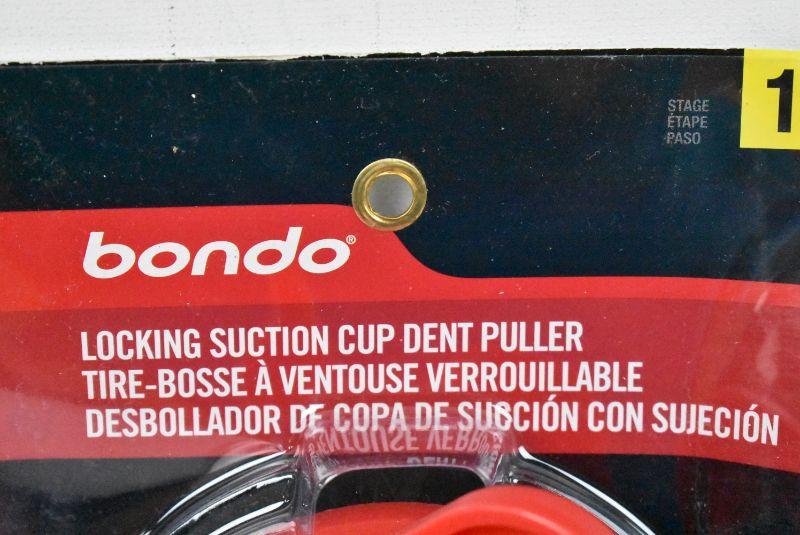 STAGE
ÉTAPE
PASO
1
bondo®
LOCKING SUCTION CUP DENT PULLER
TIRE-BOSSE À VENTOUSE VERROUILLABLE
DESBOLLADOR DE COPA DE SUCCIÓN CON SUJECIÓN